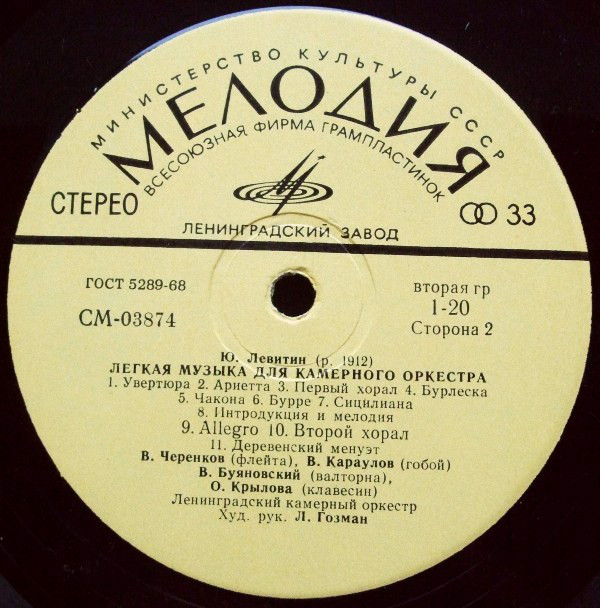 МИНИСТЕРСТВО КУЛЬТУРЫ СССР
МЕЛОДИЯ
ВСЕСОЮЗНАЯ ФИРМА ГРАМПЛАСТИНОК
СТЕРЕО
33
ЛЕНИНГРАДСКИЙ ЗАВОД
ГОСТ 5289-68
вторая гр
СМ-03874
1-20
Сторона 2
Ю. Левитин (р. 1912)
ЛЕГКАЯ МУЗЫКА ДЛЯ КАМЕРНОГО ОРКЕСТРА
1. Увертюра 2. Ариетта 3. Первый хорал 4. Бурлеска
5. Чакона 6. Бурре 7. Сицилиана
8. Интродукция и мелодия
9. Allegro 10. Второй хорал
11. Деревенский менуэт
В. Черенков (флейта), В. Караулов (гобой)
В. Буяновский (валторна),
О. Крылова (клавесин)
Ленинградский камерный оркестр
Худ. рук. Л. Гозман